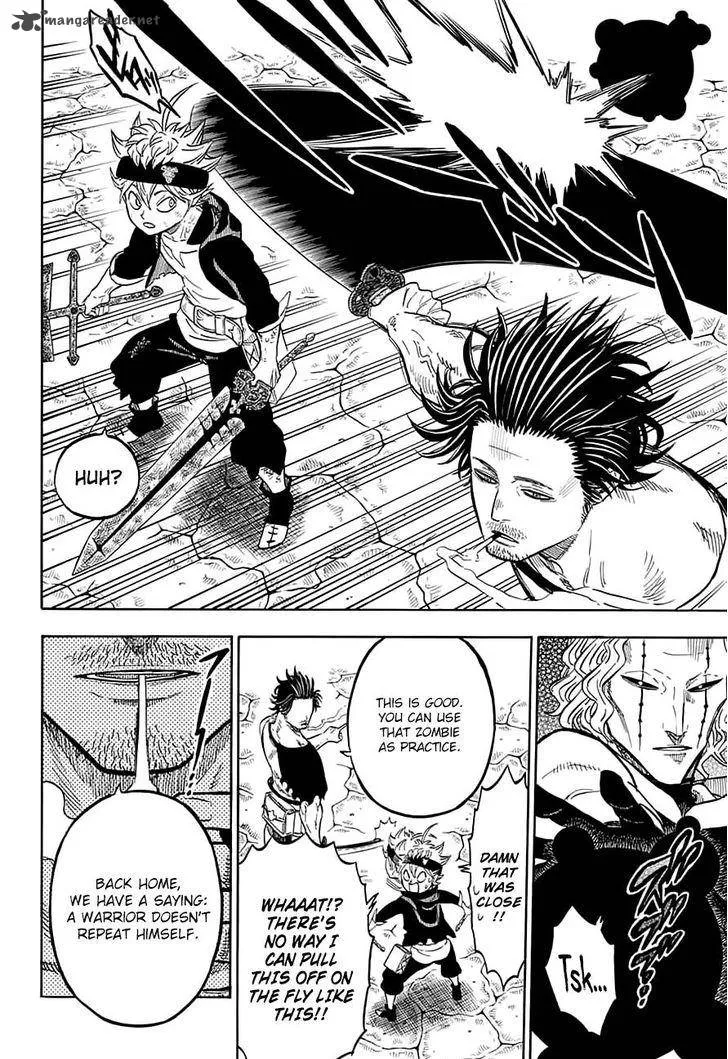 mangareader.net
HUH?
Tsk...
DAMN
THAT
WAS
CLOSE
!!
THIS IS GOOD.
YOU CAN USE
THAT ZOMBIE
AS PRACTICE.
WHAAAT!?
THERE'S
NO WAY I
CAN PULL
THIS OFF ON
THE FLY LIKE
THIS!!
BACK HOME,
WE HAVE A SAYING:
A WARRIOR DOESN'T
REPEAT HIMSELF.